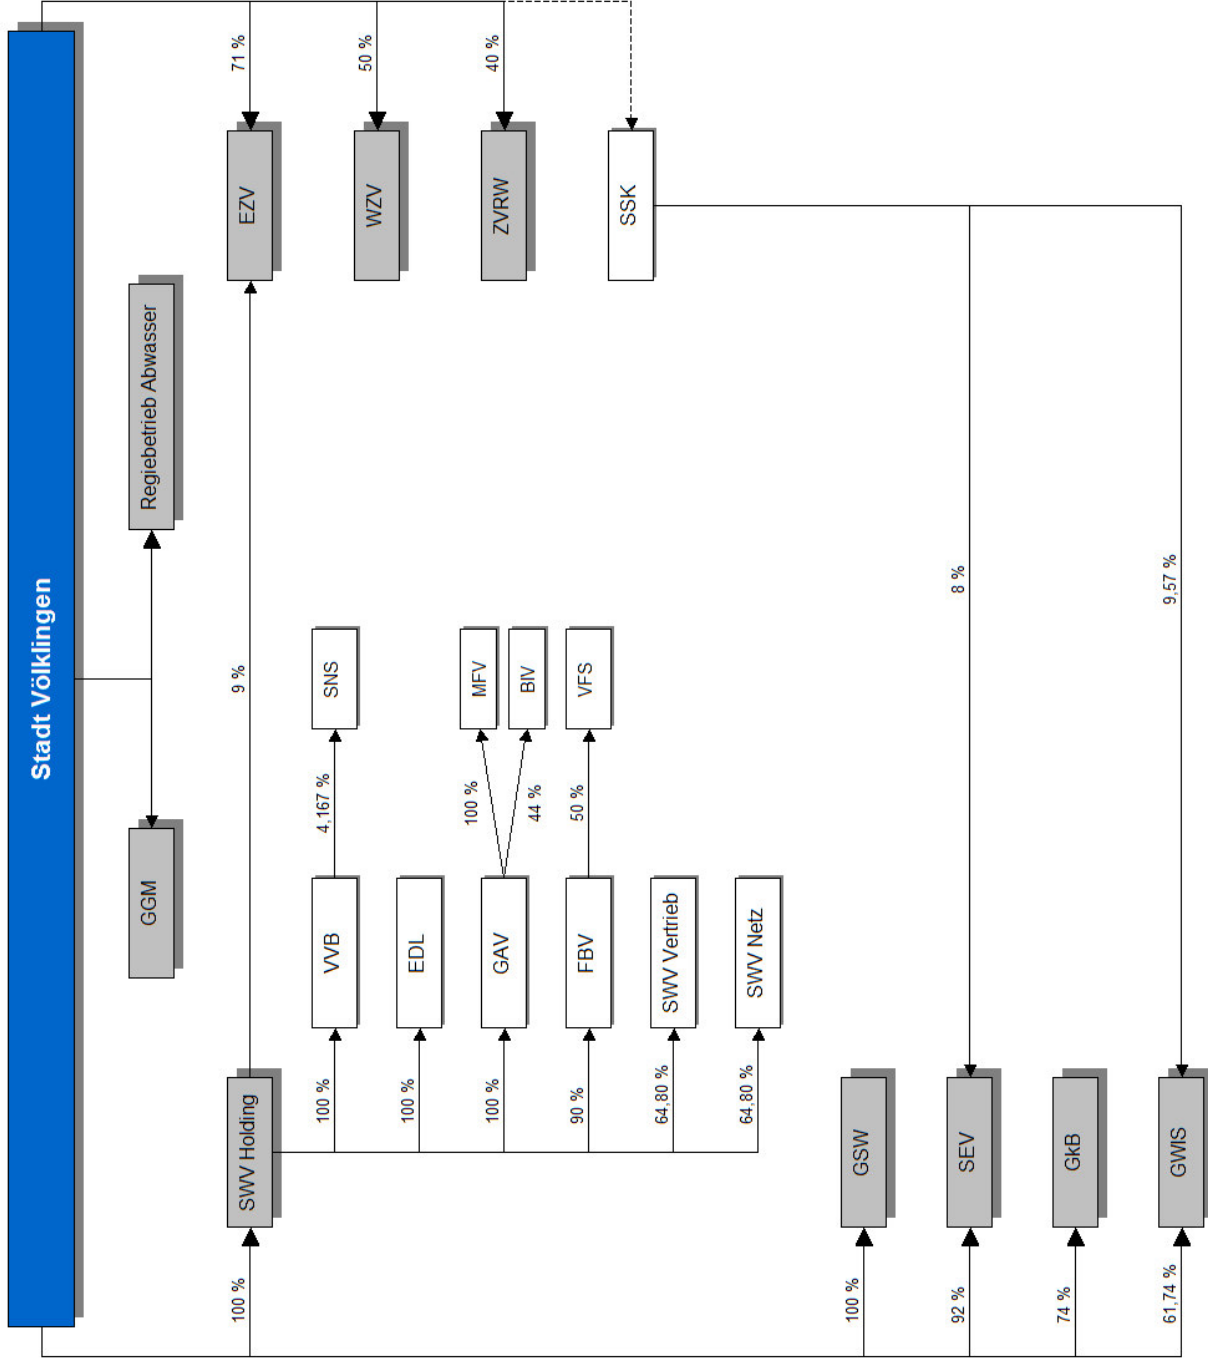 Stadt Völklingen
GGM
Regiebetrieb Abwasser
100 %
SWV Holding
9 %
EZV
71 %
WZV
50 %
ZVRW
40 %
SSK
100 %
VVB
4,167 %
SNS
100 %
EDL
100 %
GAV
100 %
MFV
44 %
BIV
90 %
FBV
50 %
VFS
64,80 %
SWV Vertrieb
64,80 %
SWV Netz
100 %
GSW
92 %
SEV
8 %
74 %
GkB
61,74 %
GWIS
9,57 %